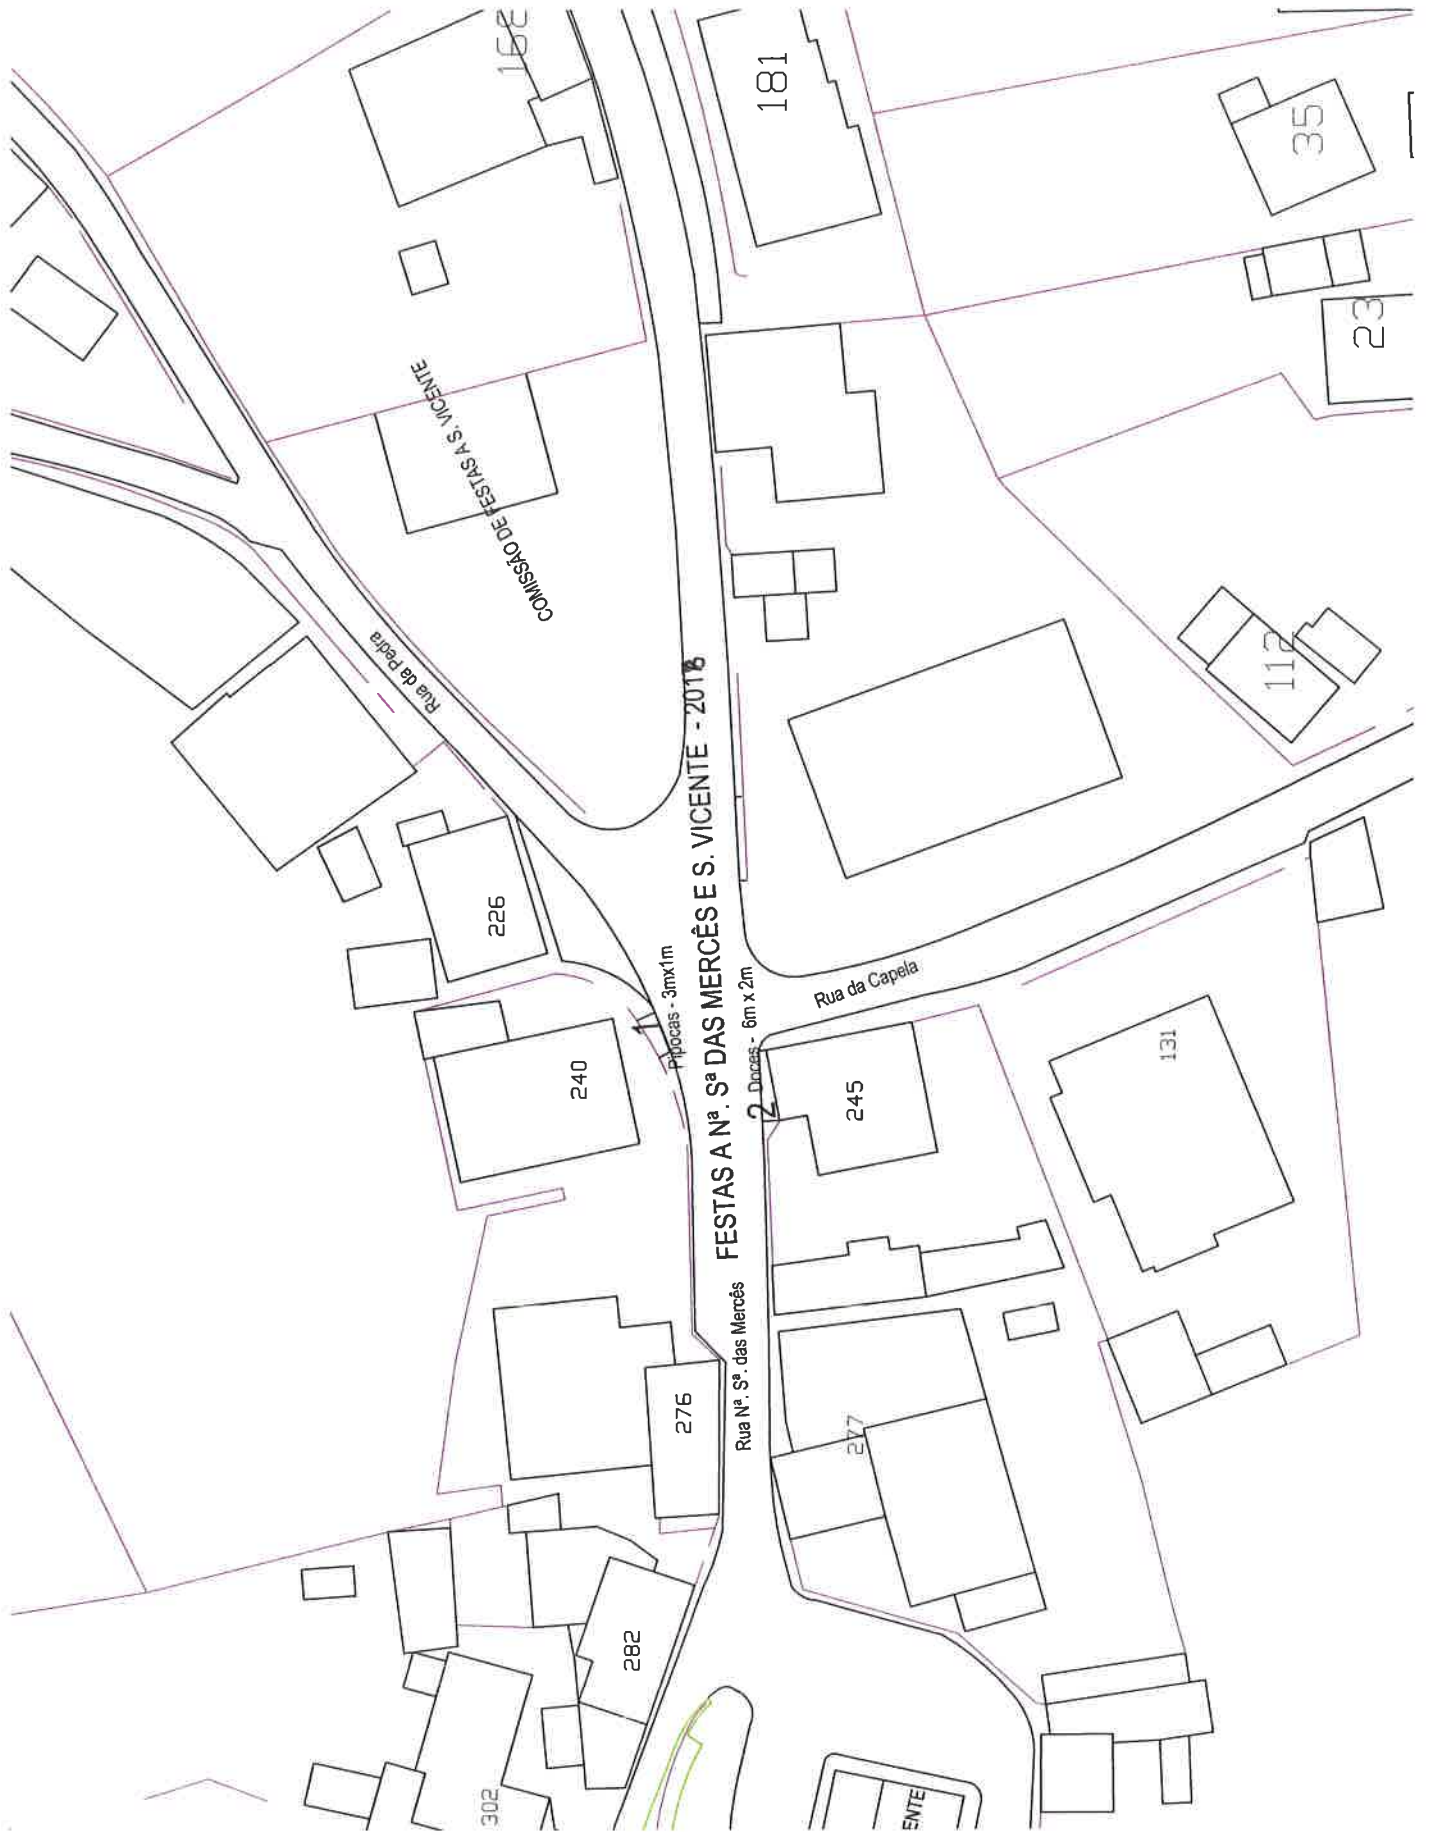 168
181
35
23
COMISSÃO DE FESTAS A S. VICENTE
Rua da Pedra
112
FESTAS A Nª. Sª DAS MERCÊS E S. VICENTE - 201
226
1
Pipocas - 3mx1m
240
2 Doces - 6m x 2m
Rua da Capela
245
131
Rua Nª. Sª. das Mercês
276
277
282
302
ENTE